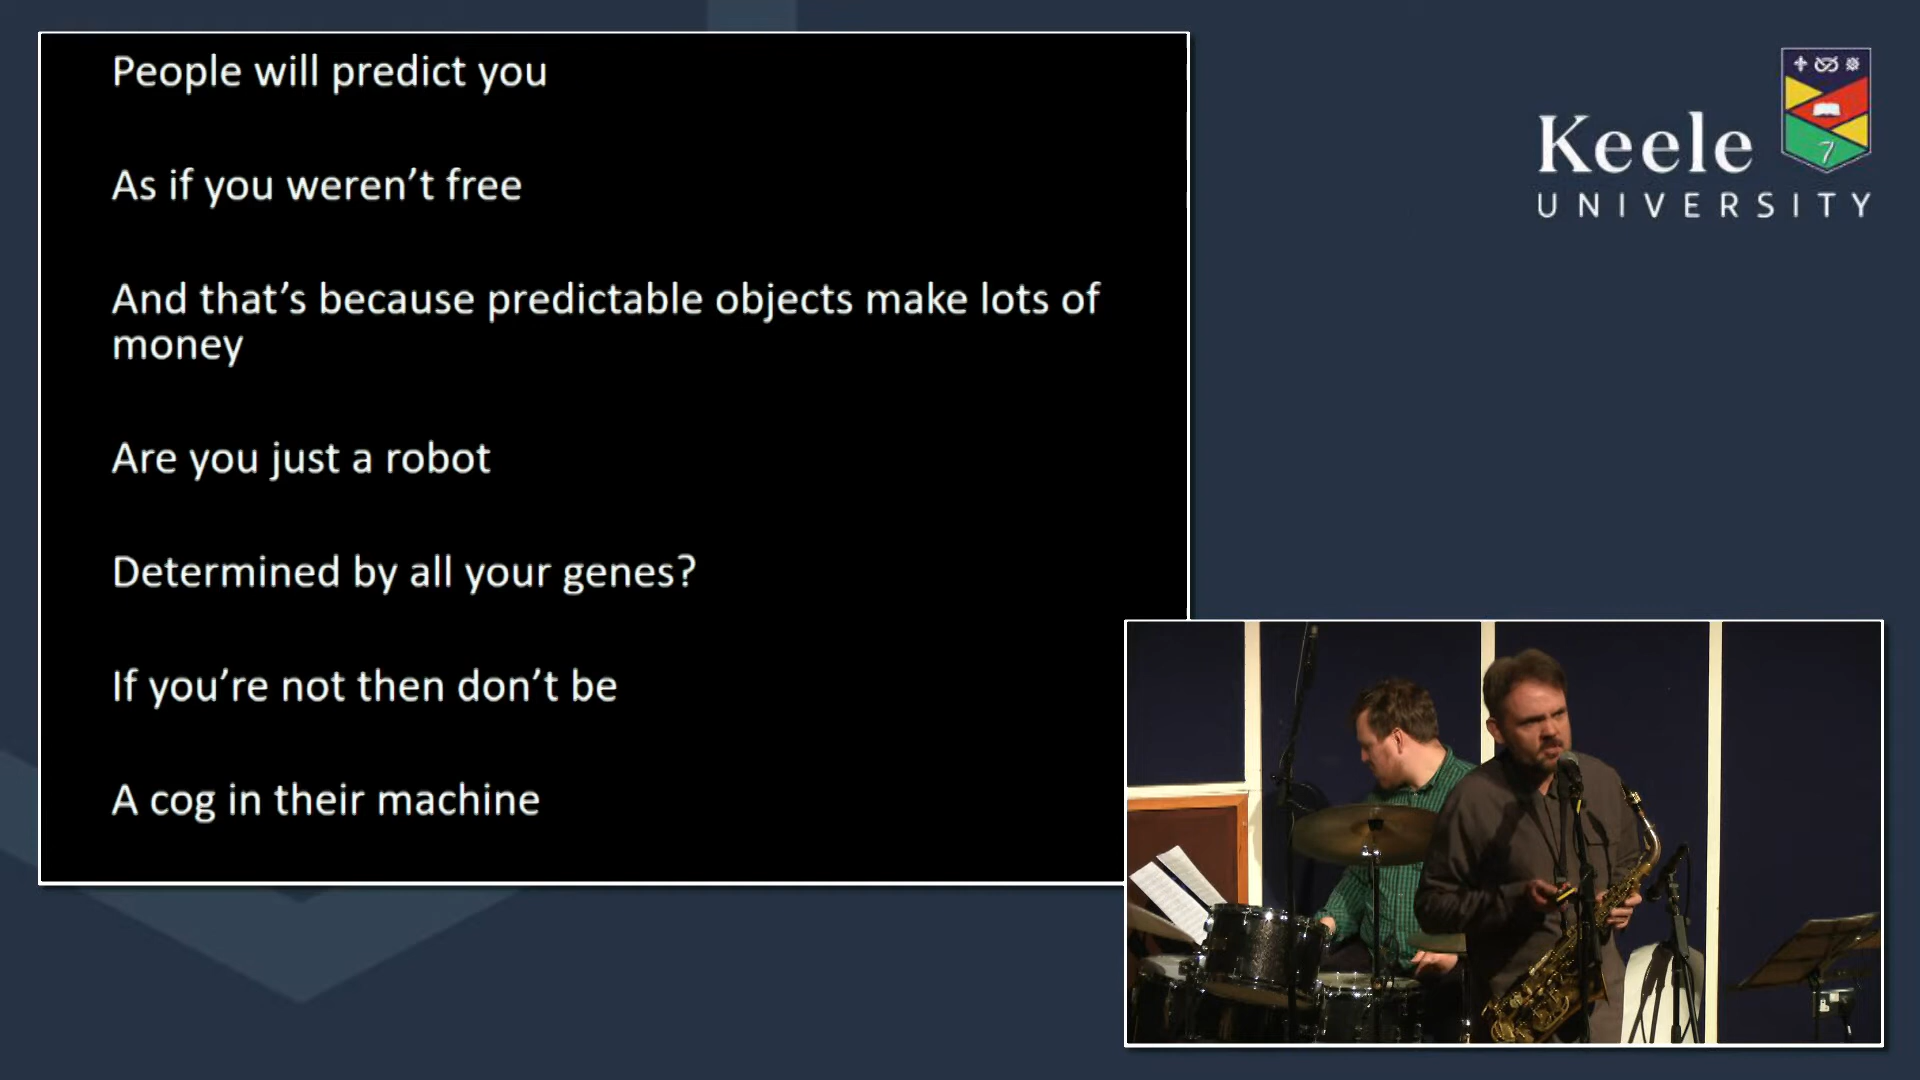 People will predict you
As if you weren’t free
And that’s because predictable objects make lots of
money
Are you just a robot
Determined by all your genes?
If you’re not then don’t be
A cog in their machine
Keele
UNIVERSITY